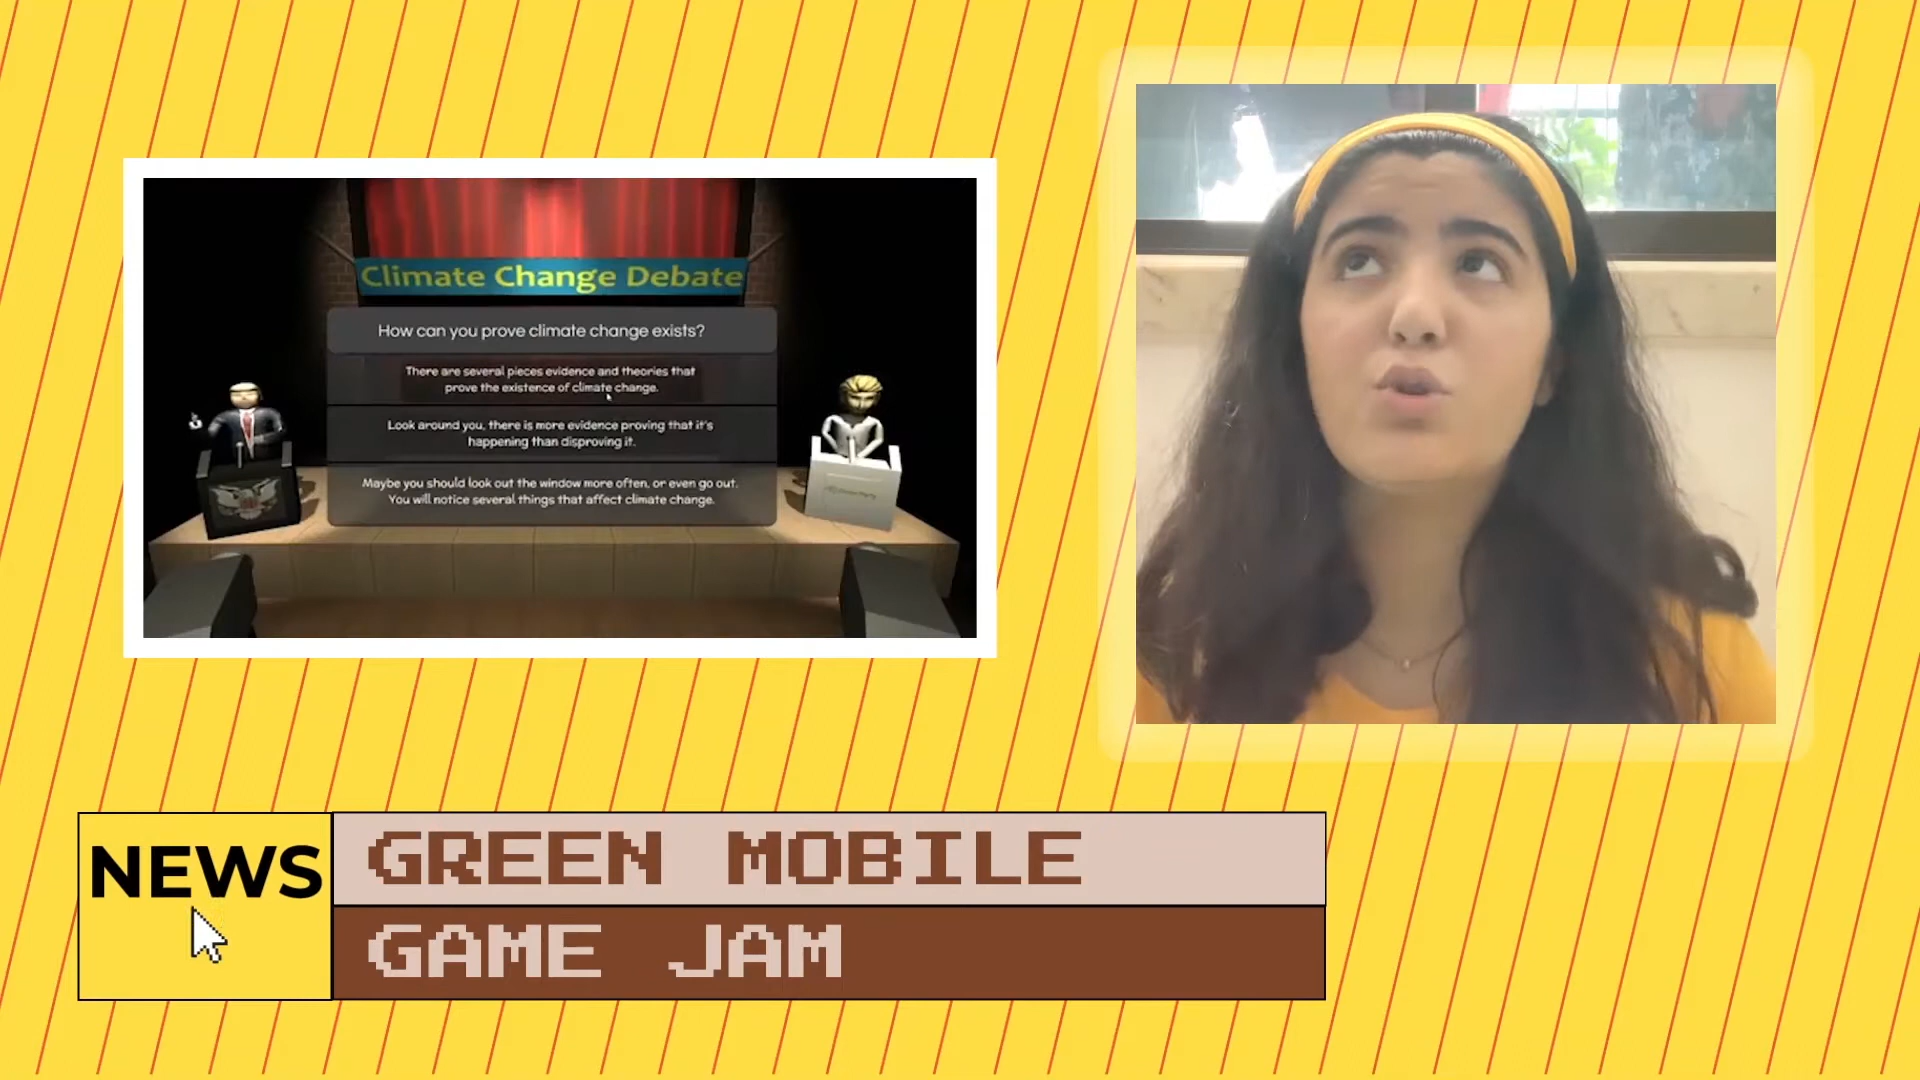 Climate Change Debate
How can you prove climate change exists?
There are several pieces evidence and theories that
prove the existence of climate change.
Look around you, there is more evidence proving that it's
happening than disproving it.
Maybe you should look out the window more often, or even go out.
You will notice several things that affect climate change.
NEWS
GREEN MOBILE
GAME JAM